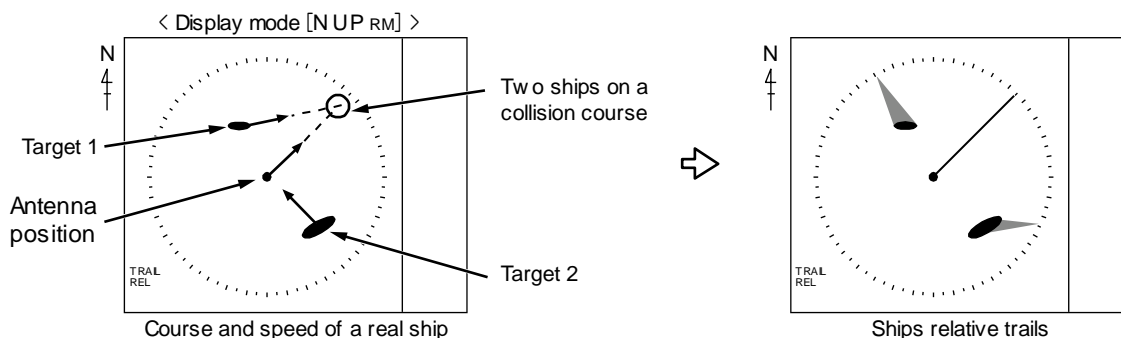 < Display mode [N UP RM] >
N
Two ships on a
collision course
Target 1
Antenna
position
Target 2
TRAIL
REL
Course and speed of a real ship
N
TRAIL
REL
Ships relative trails